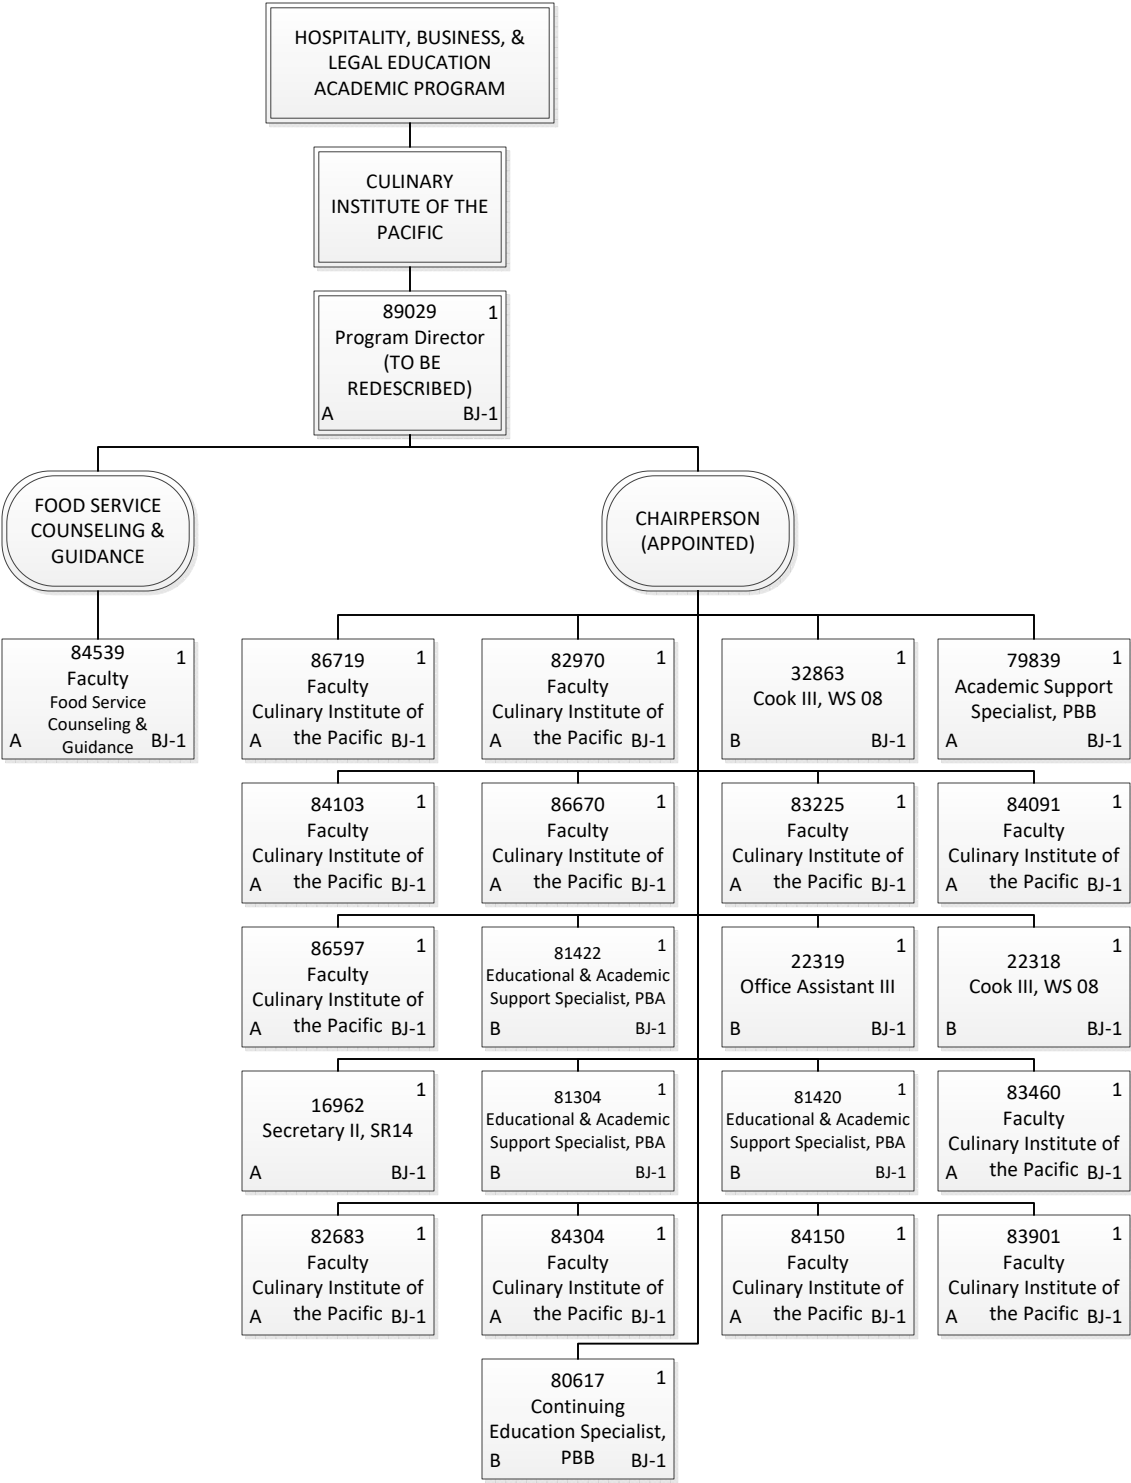 HOSPITALITY, BUSINESS, &
LEGAL EDUCATION
ACADEMIC PROGRAM
CULINARY
INSTITUTE OF THE
PACIFIC
89029 1
Program Director
(TO BE
REDESCRIBED)
A BJ-1
FOOD SERVICE
COUNSELING &
GUIDANCE
CHAIRPERSON
(APPOINTED)
84539 1
Faculty
Food Service
Counseling &
A Guidance BJ-1
86719 1
Faculty
Culinary Institute of
A the Pacific BJ-1
82970 1
Faculty
Culinary Institute of
A the Pacific BJ-1
32863 1
Cook III, WS 08
B BJ-1
79839 1
Academic Support
Specialist, PBB
A BJ-1
84103 1
Faculty
Culinary Institute of
A the Pacific BJ-1
86670 1
Faculty
Culinary Institute of
A the Pacific BJ-1
83225 1
Faculty
Culinary Institute of
A the Pacific BJ-1
84091 1
Faculty
Culinary Institute of
A the Pacific BJ-1
86597 1
Faculty
Culinary Institute of
A the Pacific BJ-1
81422 1
Educational & Academic
Support Specialist, PBA
B BJ-1
22319 1
Office Assistant III
B BJ-1
22318 1
Cook III, WS 08
B BJ-1
16962 1
Secretary II, SR14
A BJ-1
81304 1
Educational & Academic
Support Specialist, PBA
B BJ-1
81420 1
Educational & Academic
Support Specialist, PBA
B BJ-1
83460 1
Faculty
Culinary Institute of
A the Pacific BJ-1
82683 1
Faculty
Culinary Institute of
A the Pacific BJ-1
84304 1
Faculty
Culinary Institute of
A the Pacific BJ-1
84150 1
Faculty
Culinary Institute of
A the Pacific BJ-1
83901 1
Faculty
Culinary Institute of
A the Pacific BJ-1
80617 1
Continuing
Education Specialist,
B PBB BJ-1